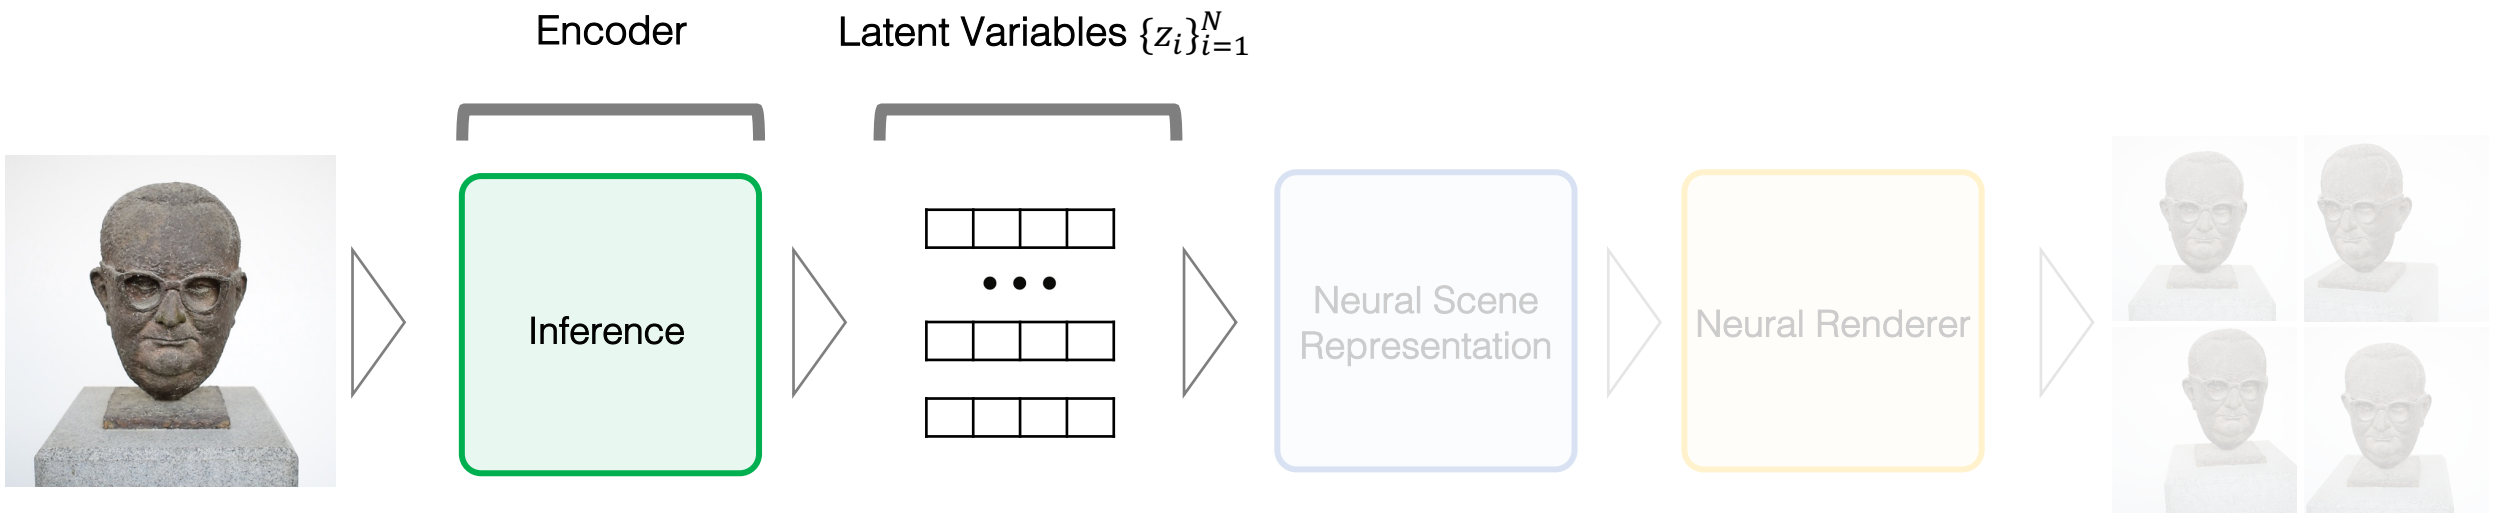 Encoder
Latent Variables {z_i}_{i=1}^N
Inference
Neural Scene
Representation
Neural Renderer